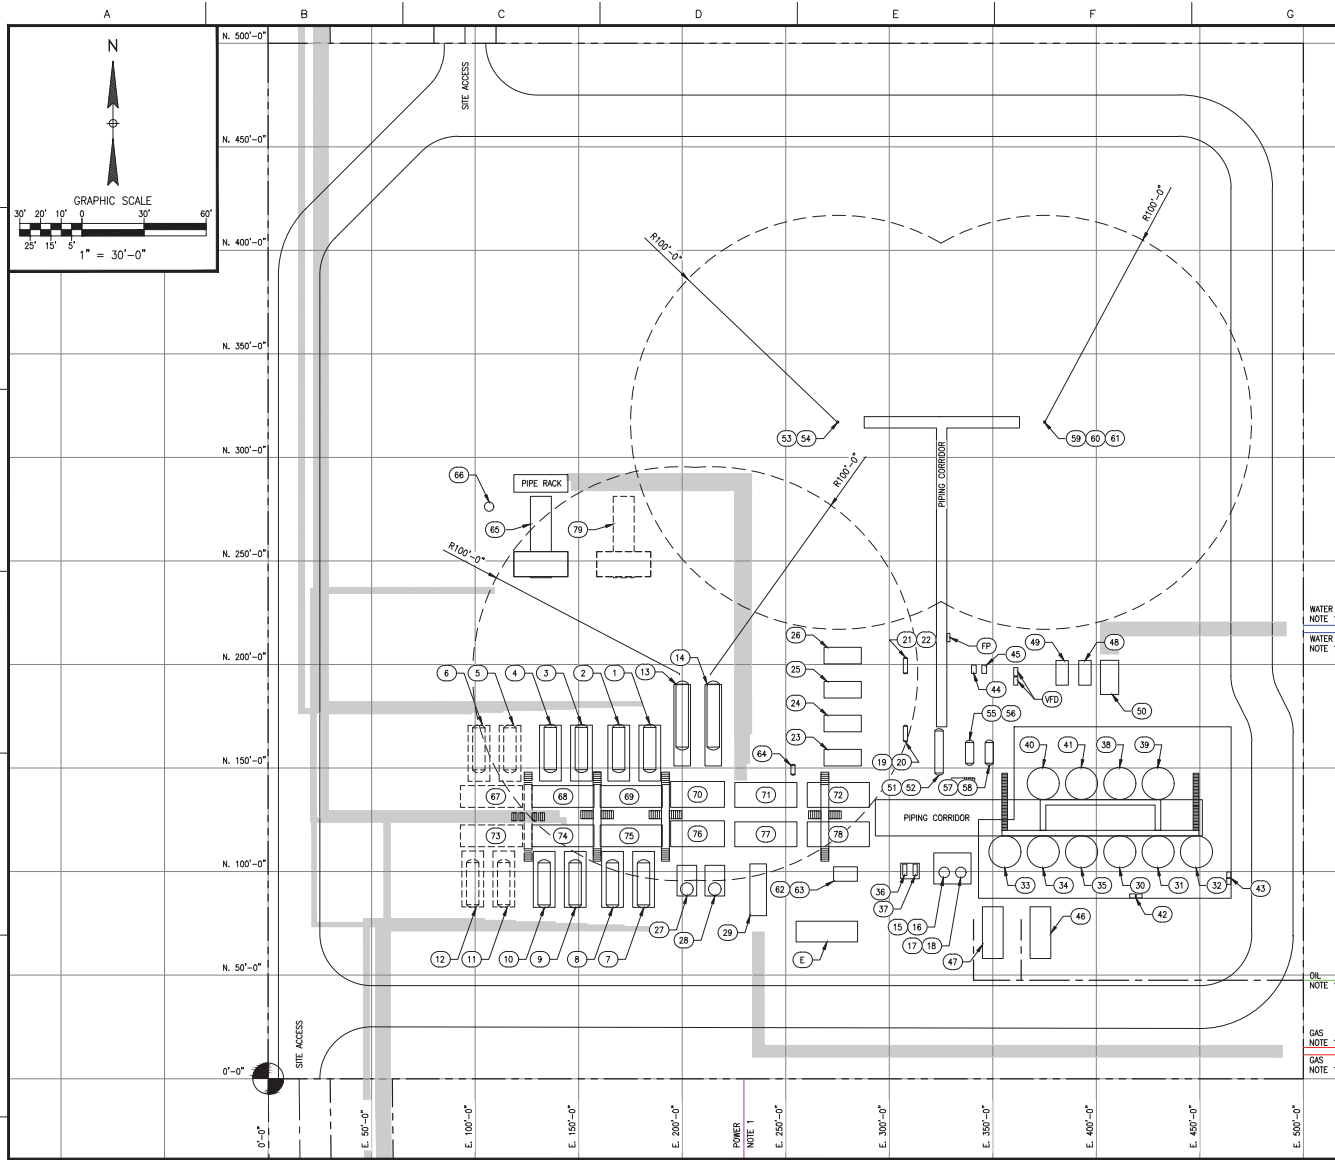 A B C D E F G
N
GRAPHIC SCALE
30' 20' 10' 0 30' 60'
25' 15' 5'
1" = 30'-0"
N. 500'-0"
SITE ACCESS
N. 450'-0"
N. 400'-0"
R100'-0"
R100'-0"
N. 350'-0"
N. 300'-0"
53 54
59 60 61
PIPING CORRIDOR
R100'-0"
66
PIPE RACK
65
79
N. 250'-0"
R100'-0"
WATER
NOTE 1
WATER
NOTE 1
26
21 22
FP
49
48
45
N. 200'-0"
14
6 5 4 3 2 1 13
25
44
VFD
50
24
55 56
23
40 41 38 39
64
19 20
N. 150'-0"
51 52
57 58
67 68 69 70 71 72
PIPING CORRIDOR
73 74 75 76 77 78
N. 100'-0"
62 63
36
37
33 34 35 30 31 32 43
42
46
27
28
29
15 16
17 18
12 11 10 9 8 7
E
47
N. 50'-0"
OIL
NOTE 1
SITE ACCESS
GAS
NOTE 1
GAS
NOTE 1
0'-0"
0'-0"
E. 50'-0"
E. 100'-0"
E. 150'-0"
E. 200'-0"
POWER
NOTE 1
E. 250'-0"
E. 300'-0"
E. 350'-0"
E. 400'-0"
E. 450'-0"
E. 500'-0"